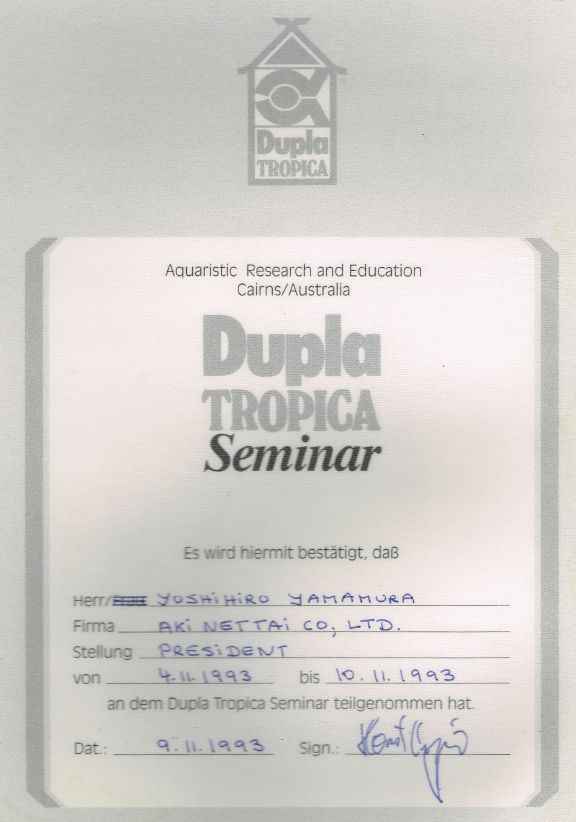 Dupla
TROPICA
Aquaristic Research and Education
Cairns/Australia
Dupla
TROPICA
Seminar
Es wird hiermit bestätigt, daß
Herr/Frau YOSHIHIRO YAMAMURA
Firma AKI NETTAI CO, LTD.
Stellung PRESIDENT
von 4.11.1993 bis 10.11.1993
an dem Dupla Tropica Seminar teilgenommen hat.
Dat.: 9.11.1993 Sign.: